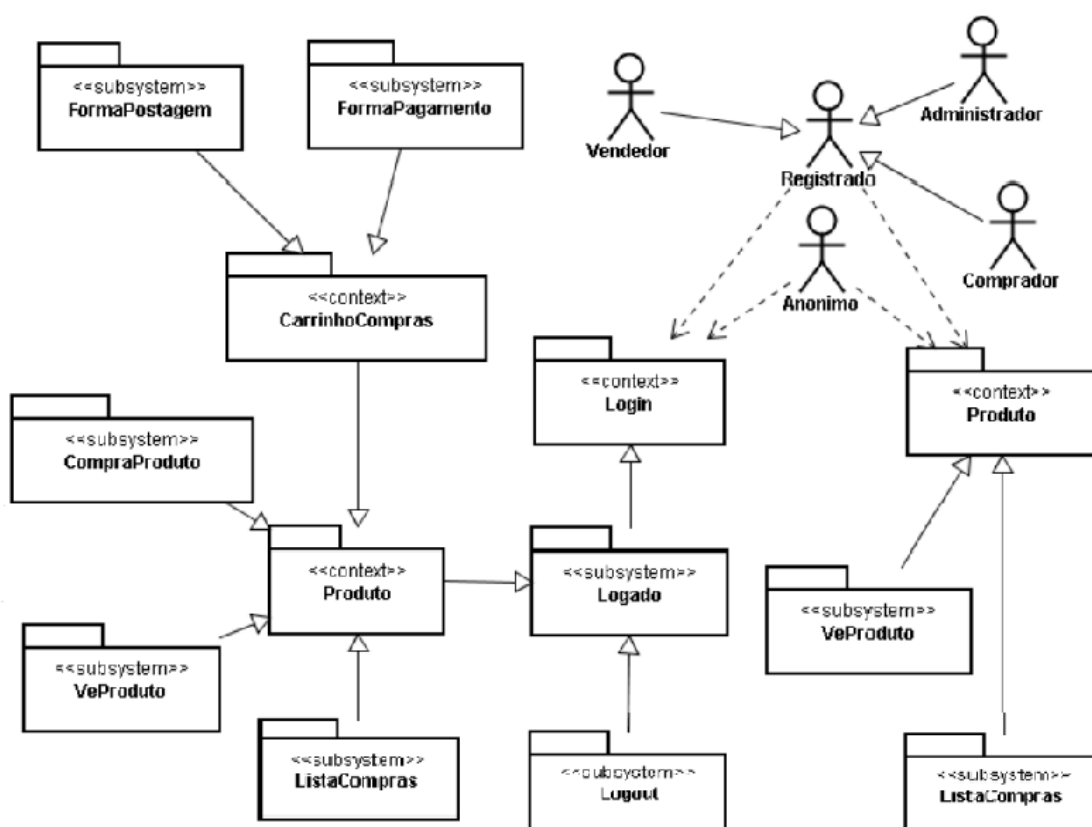 <<subsystem>>
FormaPostagem
<<subsystem>>
FormaPagamento
Vendedor
Administrador
Registrado
Comprador
Anonimo
<<context>>
CarrinhoCompras
<<context>>
Login
<<context>>
Produto
<<subsystem>>
CompraProduto
<<context>>
Produto
<<subsystem>>
Logado
<<subsystem>>
VeProduto
<<subsystem>>
VeProduto
<<subsystem>>
ListaCompras
<<subsystem>>
Logout
<<subsystem>>
ListaCompras